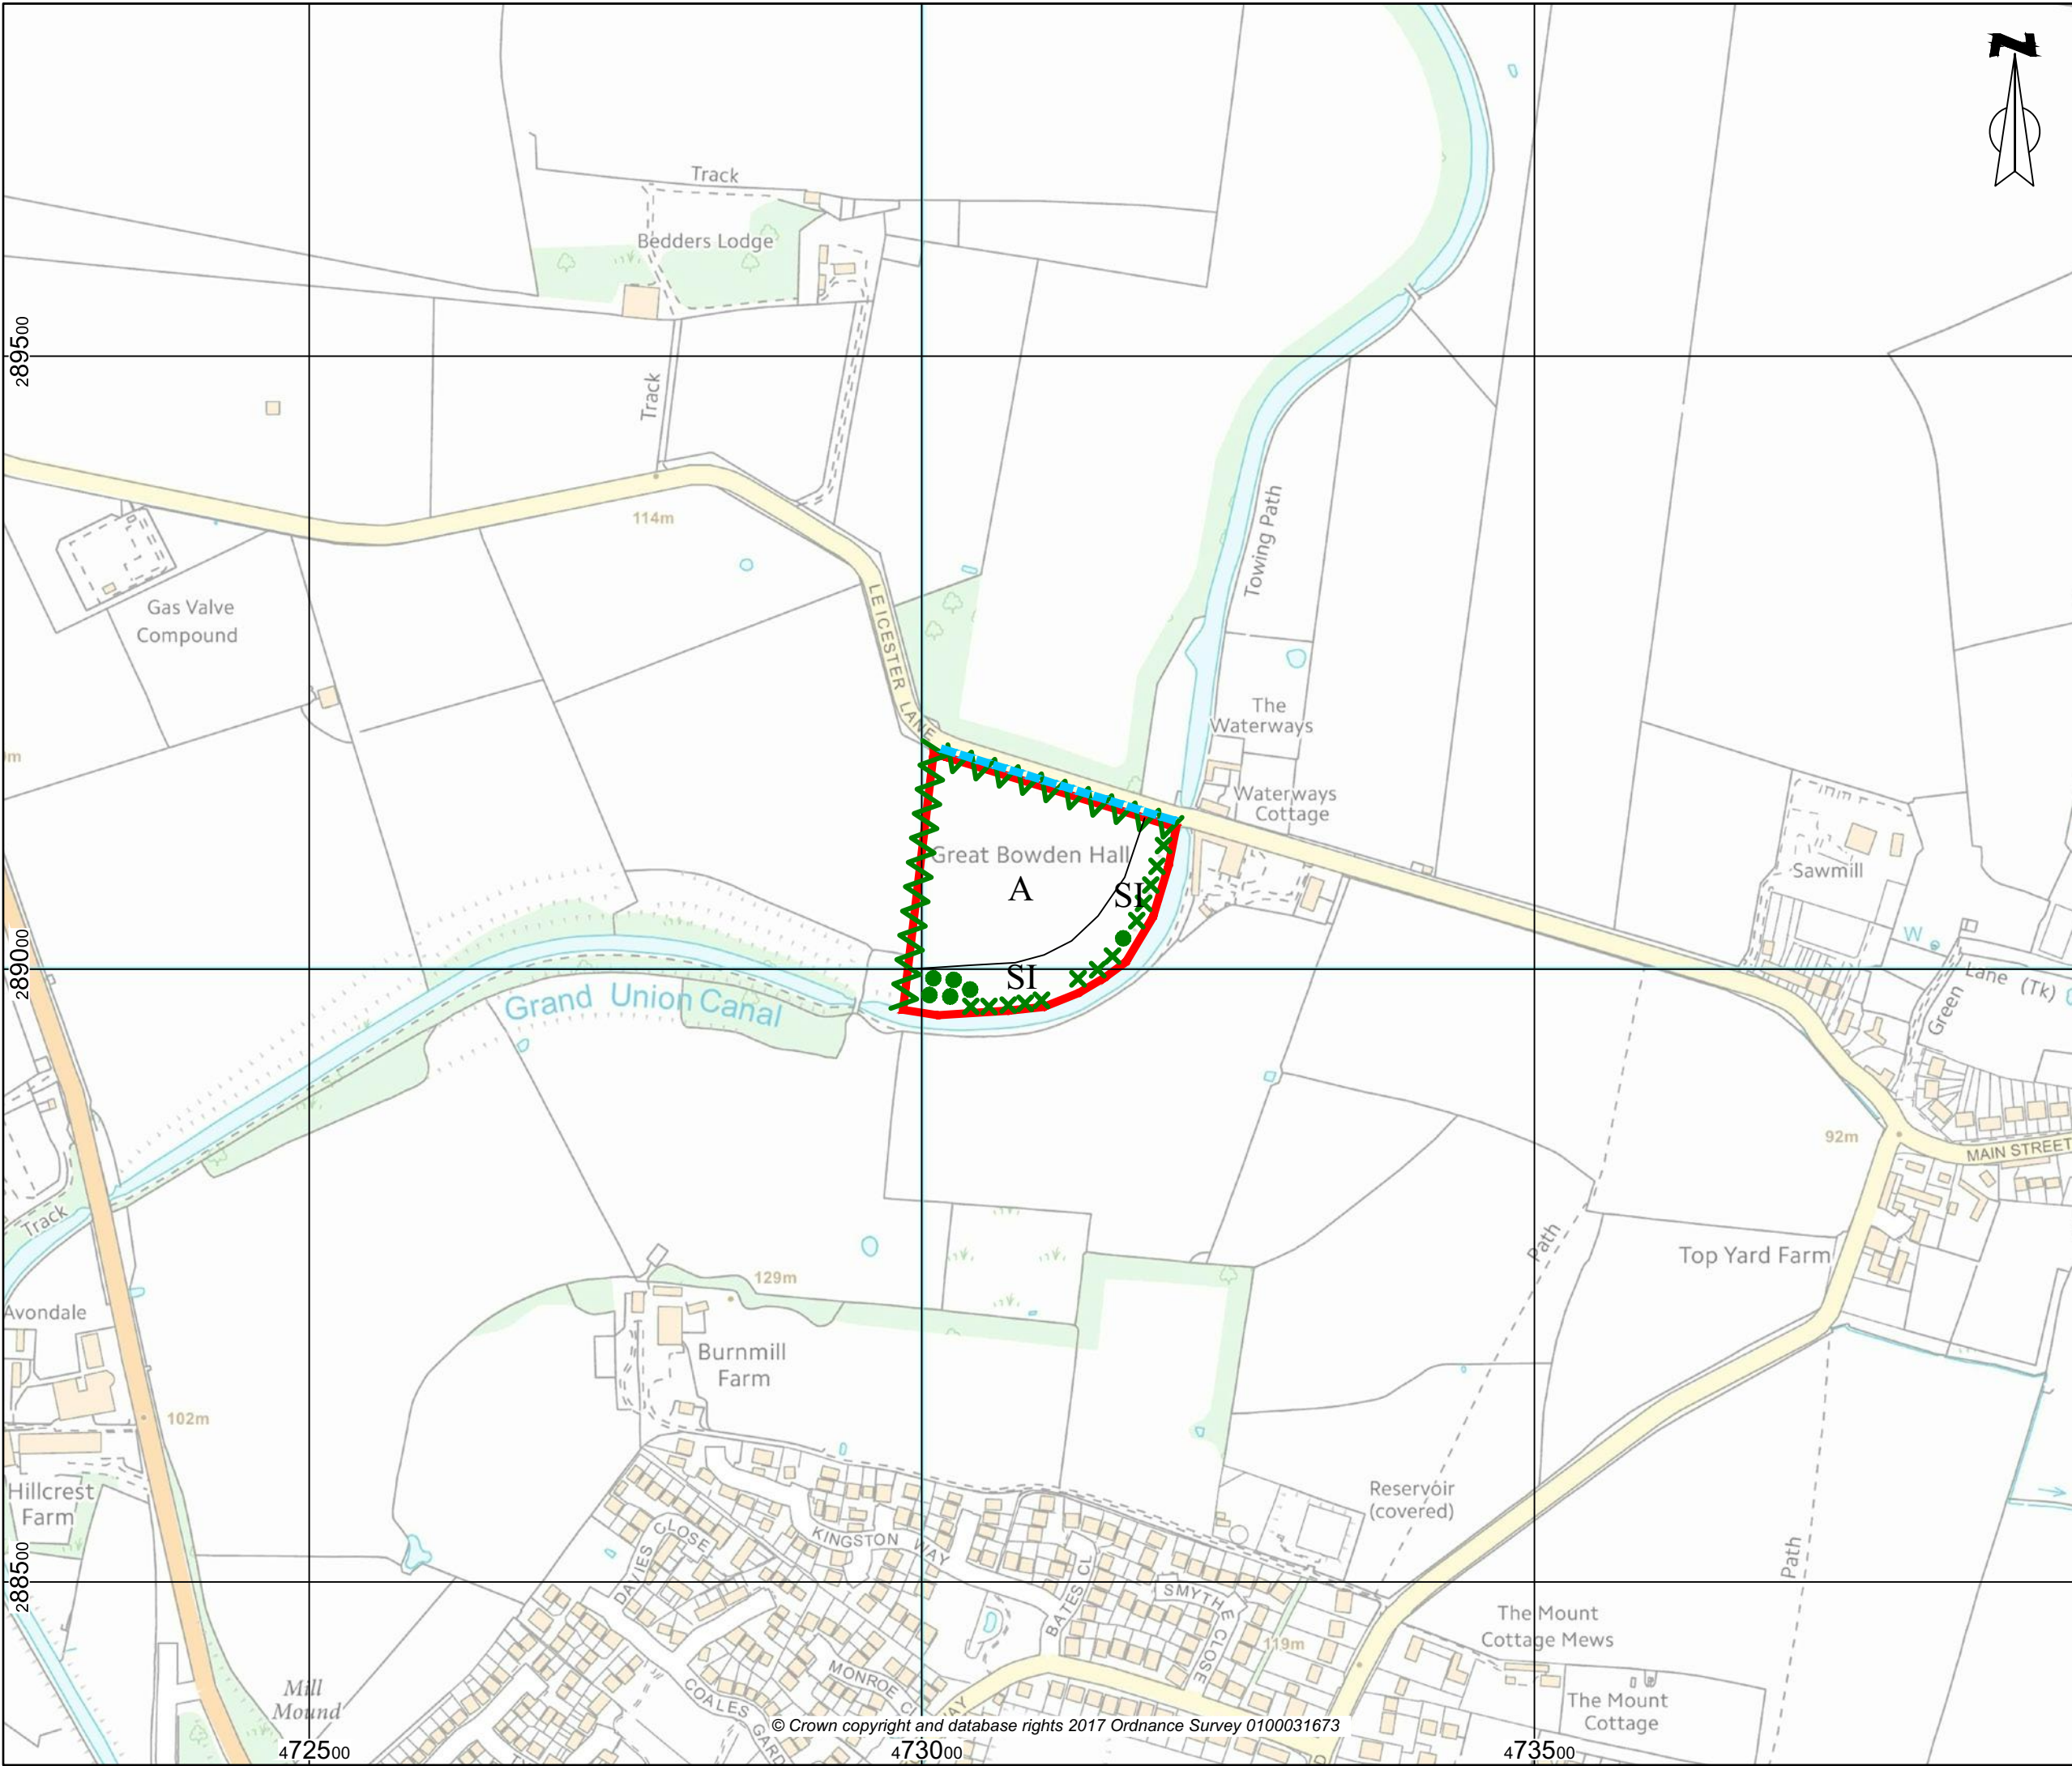 N
Track
Bedders Lodge
289500
Track
114m
Towing Path
Gas Valve
Compound
LEICESTER LANE
The
Waterways
Waterways
Cottage
Great Bowden Hall
A
SI
Sawmill
W
289000
SI
Grand Union Canal
Green
Lane (Tk)
92m
MAIN STREET
Track
Path
Top Yard Farm
Avondale
129m
Burnmill
Farm
102m
Hillcrest
Farm
Reservoir
(covered)
DAVIES CLOSE
KINGSTON WAY
BATES CL
SMYTHE CLOSE
Path
288500
119m
The Mount
Cottage Mews
Mill
Mound
COALES GARD
MONROE C
WAY
The Mount
Cottage
© Crown copyright and database rights 2017 Ordnance Survey 0100031673
472500
473000
473500